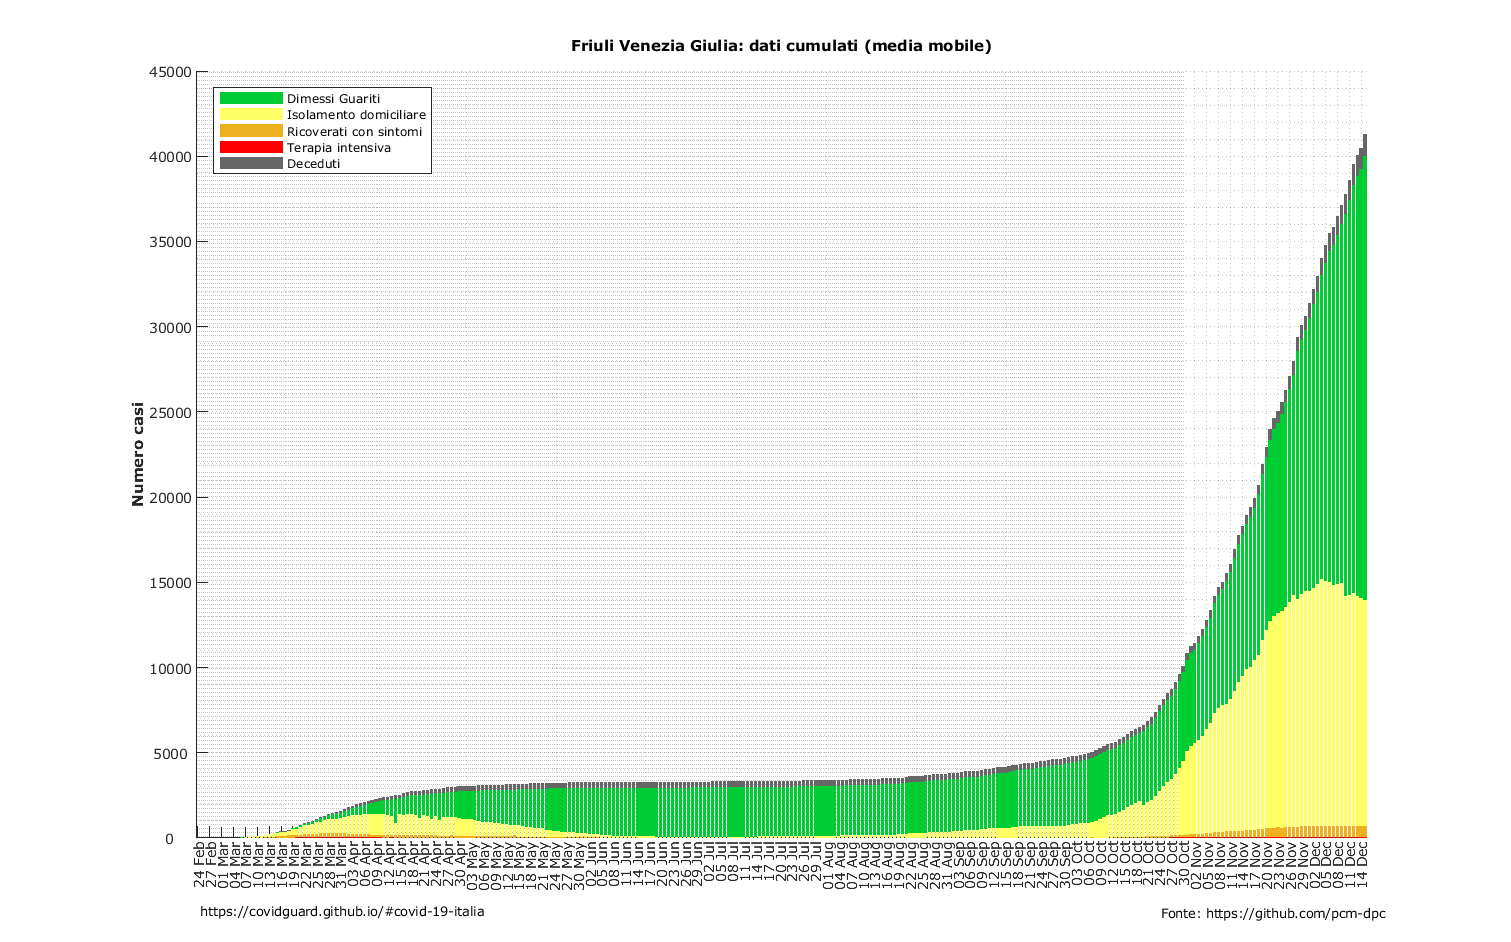 Friuli Venezia Giulia: dati cumulati (media mobile)
45000
40000
35000
30000
25000
20000
15000
10000
5000
0
Numero casi
Dimessi Guariti
Isolamento domiciliare
Ricoverati con sintomi
Terapia intensiva
Deceduti
24 Feb
27 Feb
01 Mar
04 Mar
07 Mar
10 Mar
13 Mar
16 Mar
19 Mar
22 Mar
25 Mar
28 Mar
31 Mar
03 Apr
06 Apr
09 Apr
12 Apr
15 Apr
18 Apr
21 Apr
24 Apr
27 Apr
30 Apr
03 May
06 May
09 May
12 May
15 May
18 May
21 May
24 May
27 May
30 May
02 Jun
05 Jun
08 Jun
11 Jun
14 Jun
17 Jun
20 Jun
23 Jun
26 Jun
29 Jun
02 Jul
05 Jul
08 Jul
11 Jul
14 Jul
17 Jul
20 Jul
23 Jul
26 Jul
29 Jul
01 Aug
04 Aug
07 Aug
10 Aug
13 Aug
16 Aug
19 Aug
22 Aug
25 Aug
28 Aug
31 Aug
03 Sep
06 Sep
09 Sep
12 Sep
15 Sep
18 Sep
21 Sep
24 Sep
27 Sep
30 Sep
03 Oct
06 Oct
09 Oct
12 Oct
15 Oct
18 Oct
21 Oct
24 Oct
27 Oct
30 Oct
02 Nov
05 Nov
08 Nov
11 Nov
14 Nov
17 Nov
20 Nov
23 Nov
26 Nov
29 Nov
02 Dec
05 Dec
08 Dec
11 Dec
14 Dec
https://covidguard.github.io/#covid-19-italia
Fonte: https://github.com/pcm-dpc